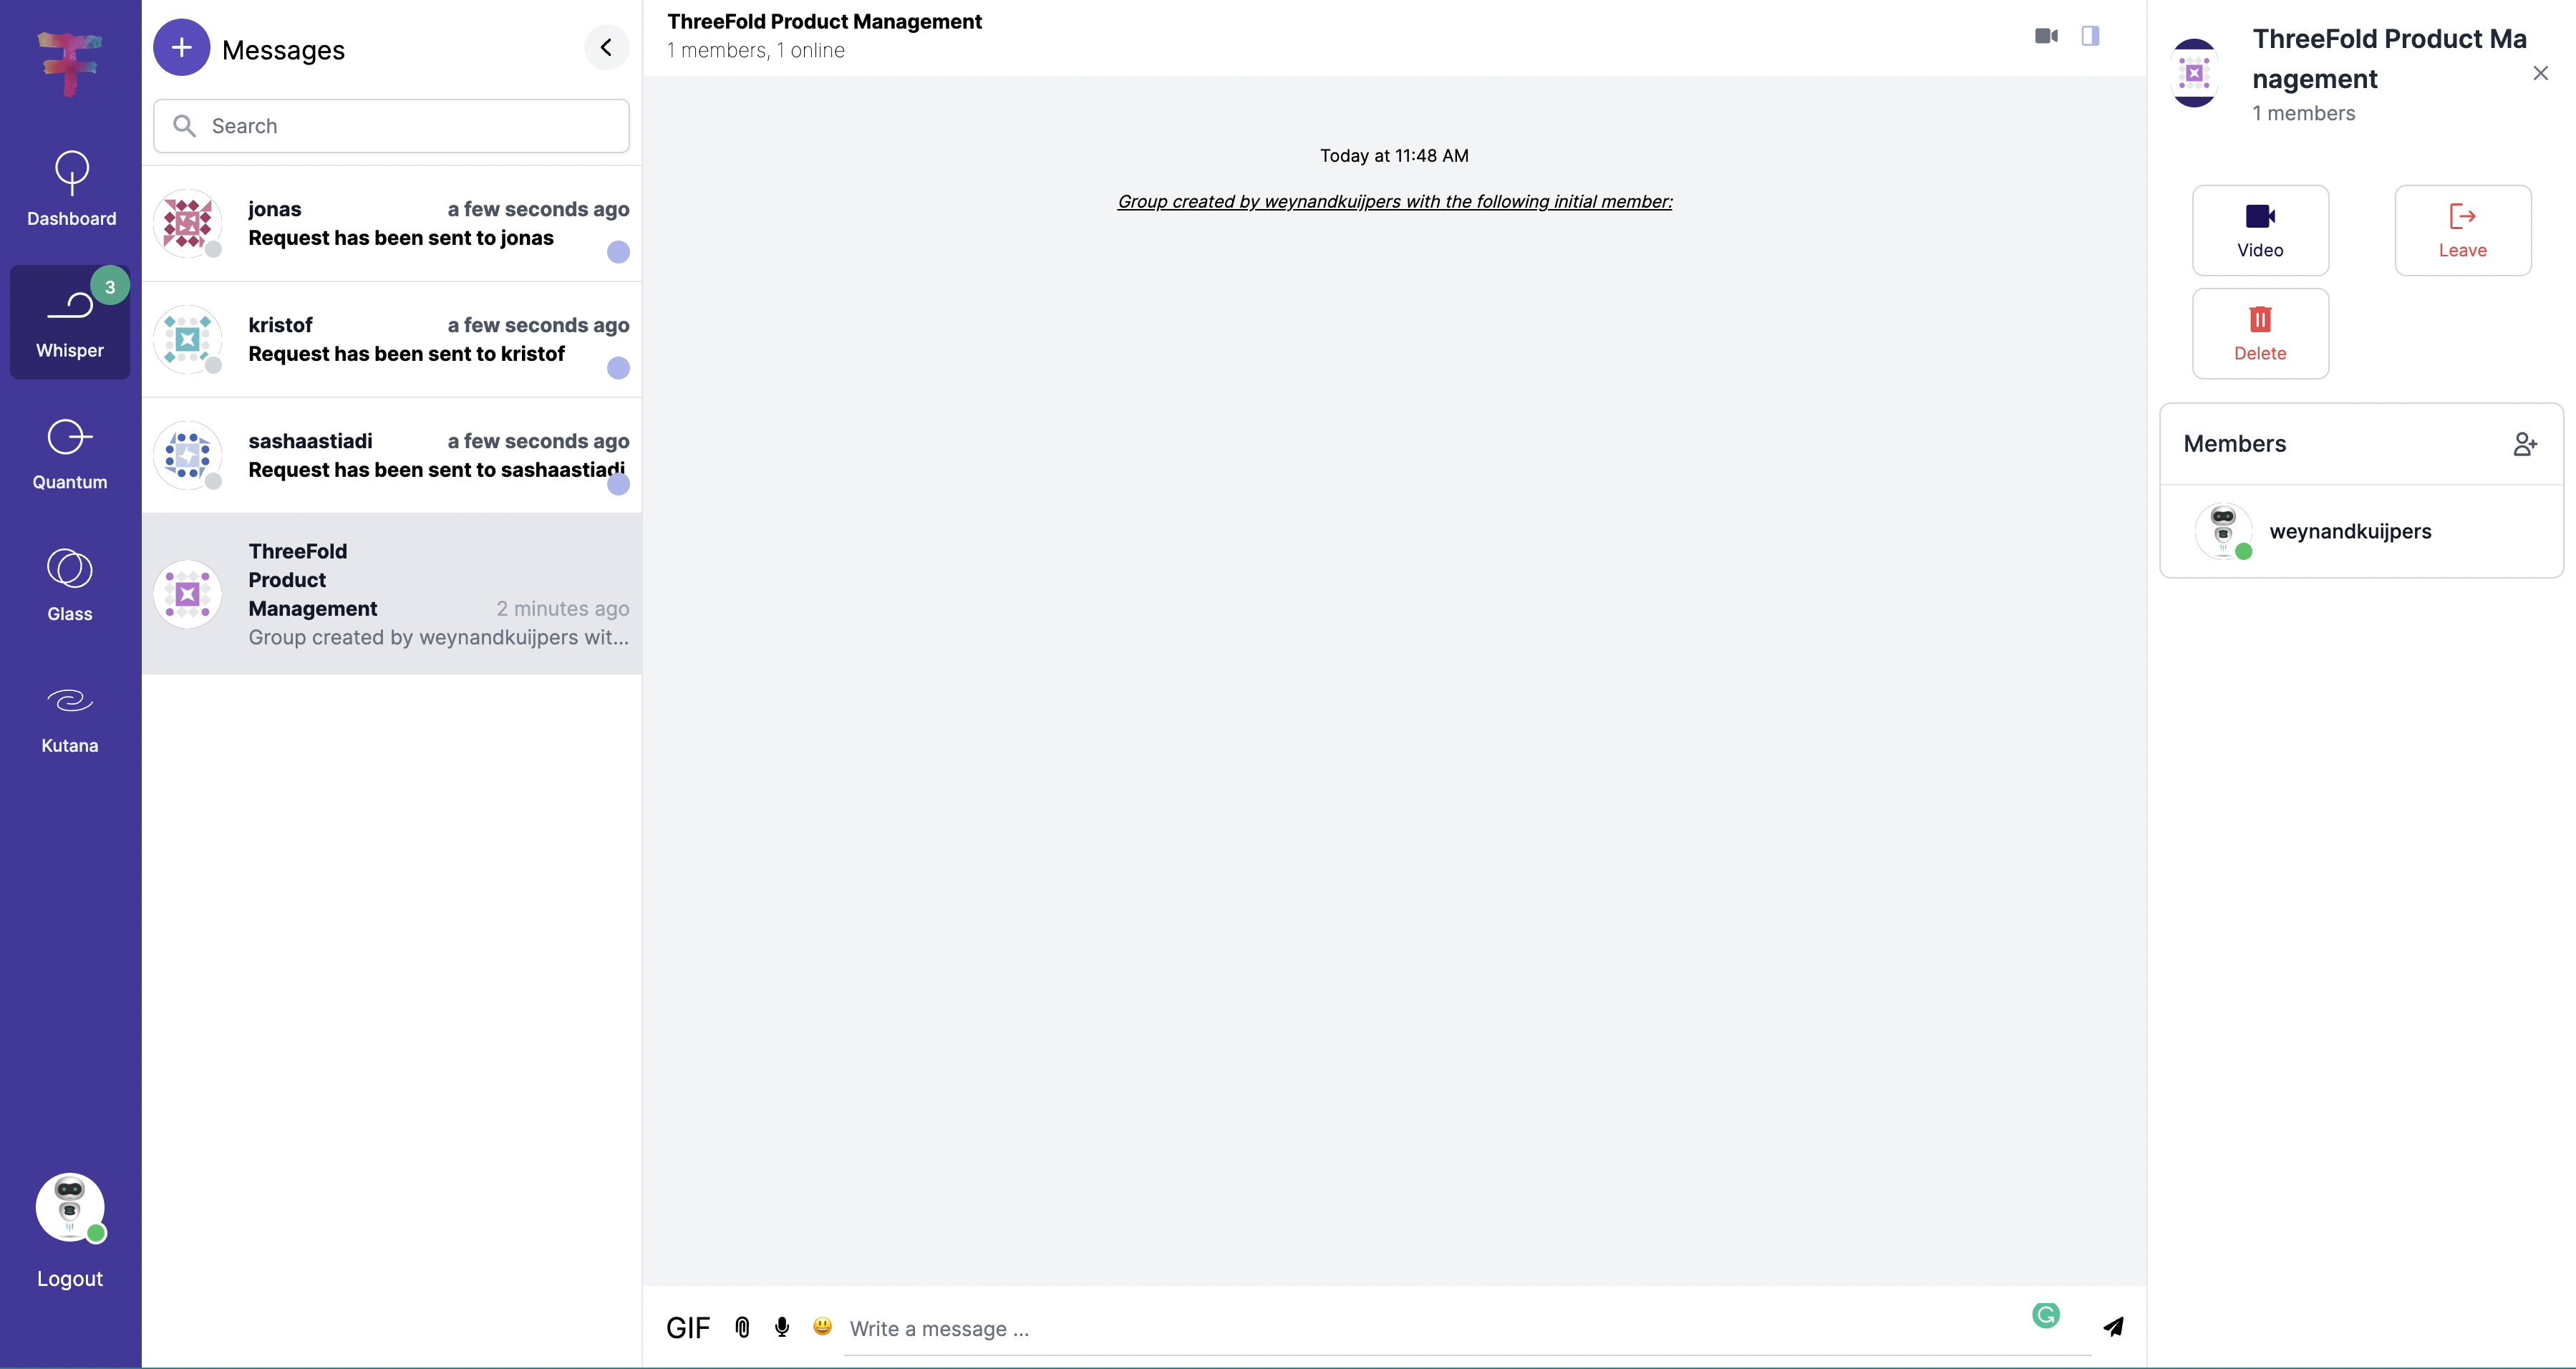 Dashboard
3
Whisper
Quantum
Glass
Kutana
Logout
Messages
Search
jonas a few seconds ago
Request has been sent to jonas
kristof a few seconds ago
Request has been sent to kristof
sashaastiadi a few seconds ago
Request has been sent to sashaastiadi
ThreeFold
Product
Management 2 minutes ago
Group created by weynandkuijpers wit...
ThreeFold Product Management
1 members, 1 online
Today at 11:48 AM
Group created by weynandkuijpers with the following initial member:
GIF Write a message ...
ThreeFold Product Ma
nagement
1 members
Video
Leave
Delete
Members
weynandkuijpers